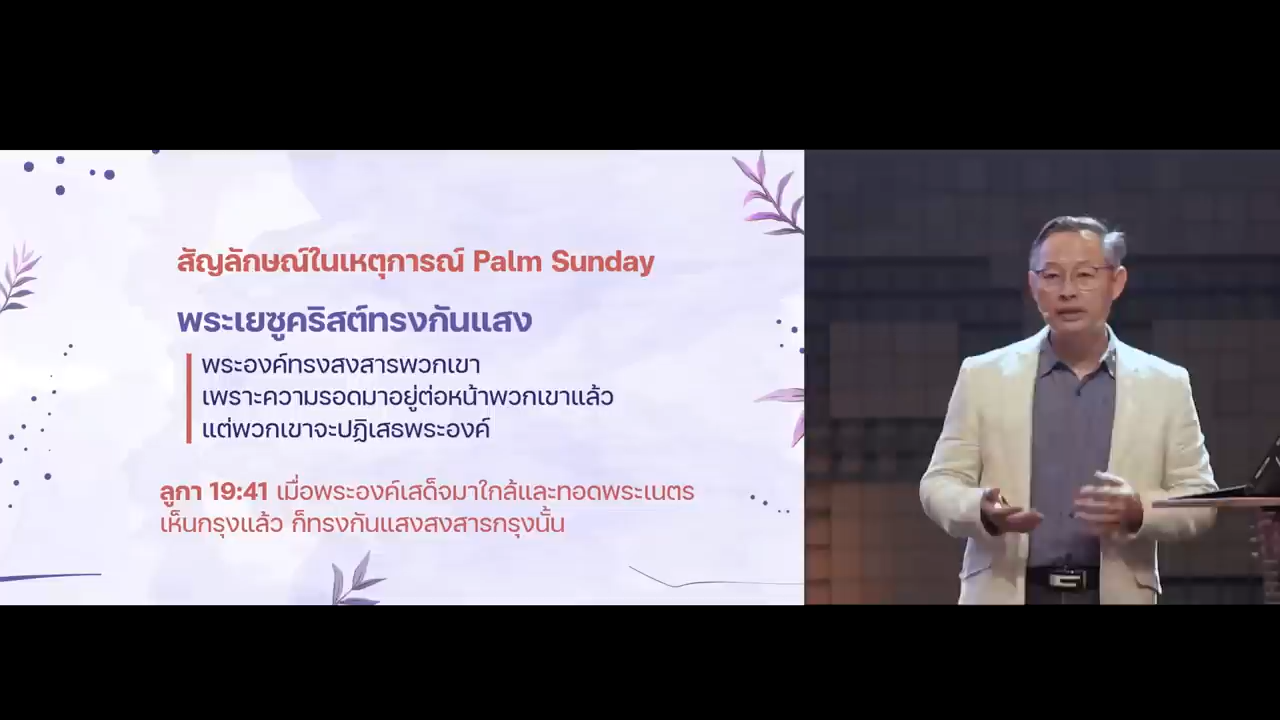 สัญลักษณ์ในเหตุการณ์ Palm Sunday
พระเยซูคริสต์ทรงกันแสง
พระองค์ทรงสงสารพวกเขา
เพราะความรอดมาอยู่ต่อหน้าพวกเขาแล้ว
แต่พวกเขาจะปฏิเสธพระองค์
ลูกา 19:41 เมื่อพระองค์เสด็จมาใกล้และทอดพระเนตร
เห็นกรุงแล้ว ก็ทรงกันแสงสงสารกรุงนั้น